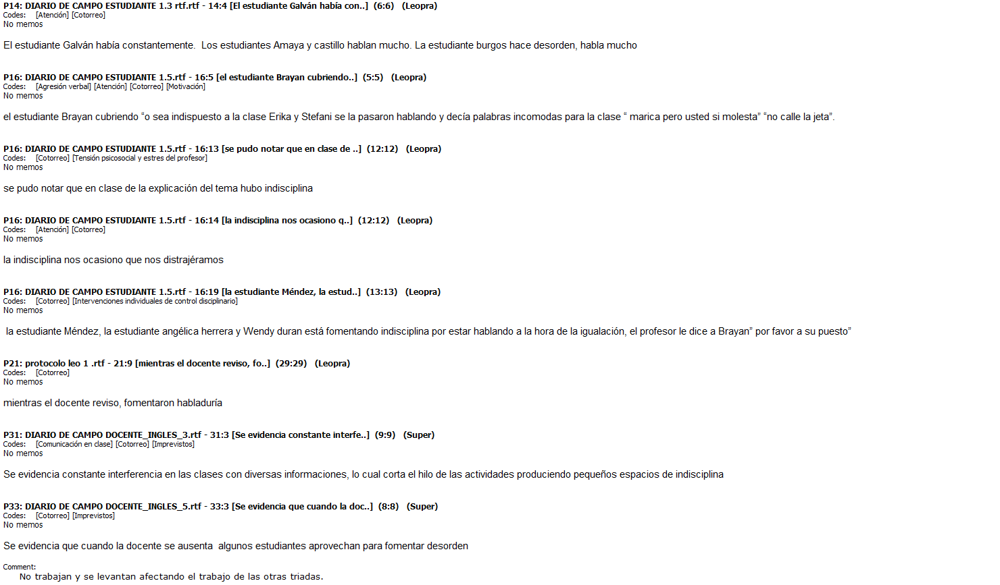 P14: DIARIO DE CAMPO ESTUDIANTE 1.3 rtf.rtf - 14:4 [El estudiante Galván había con..]  (6:6)   (Leopra)
Codes:    [Atención] [Cotorreo]
No memos
El estudiante Galván había constantemente.  Los estudiantes Amaya y castillo hablan mucho. La estudiante burgos hace desorden, habla mucho
P16: DIARIO DE CAMPO ESTUDIANTE 1.5.rtf - 16:5 [el estudiante Brayan cubriendo..]  (5:5)   (Leopra)
Codes:    [Agresión verbal] [Atención] [Cotorreo] [Motivación]
No memos
el estudiante Brayan cubriendo “o sea indispuesto a la clase Erika y Stefani se la pasaron hablando y decía palabras incomodas para la clase “ marica pero usted si molesta” “no calle la jeta”.
P16: DIARIO DE CAMPO ESTUDIANTE 1.5.rtf - 16:13 [se pudo notar que en clase de ..]  (12:12)   (Leopra)
Codes:    [Cotorreo] [Tensión psicosocial y estres del profesor]
No memos
se pudo notar que en clase de la explicación del tema hubo indisciplina
P16: DIARIO DE CAMPO ESTUDIANTE 1.5.rtf - 16:14 [la indisciplina nos ocasiono q..]  (12:12)   (Leopra)
Codes:    [Atención] [Cotorreo]
No memos
la indisciplina nos ocasiono que nos distrajéramos
P16: DIARIO DE CAMPO ESTUDIANTE 1.5.rtf - 16:19 [la estudiante Méndez, la estud..]  (13:13)   (Leopra)
Codes:    [Cotorreo] [Intervenciones individuales de control disciplinario]
No memos
la estudiante Méndez, la estudiante angélica herrera y Wendy duran está fomentando indisciplina por estar hablando a la hora de la igualación, el profesor le dice a Brayan” por favor a su puesto”
P21: protocolo leo 1 .rtf - 21:9 [mientras el docente reviso, fo..]  (29:29)   (Leopra)
Codes:    [Cotorreo]
No memos
mientras el docente reviso, fomentaron habladuría
P31: DIARIO DE CAMPO DOCENTE_INGLES_3.rtf - 31:3 [Se evidencia constante interfe..]  (9:9)   (Super)
Codes:    [Comunicación en clase] [Cotorreo] [Imprevistos]
No memos
Se evidencia constante interferencia en las clases con diversas informaciones, lo cual corta el hilo de las actividades produciendo pequeños espacios de indisciplina
P33: DIARIO DE CAMPO DOCENTE_INGLES_5.rtf - 33:3 [Se evidencia que cuando la doc..]  (8:8)   (Super)
Codes:    [Cotorreo] [Imprevistos]
No memos
Se evidencia que cuando la docente se ausenta  algunos estudiantes aprovechan para fomentar desorden
Comment:
No trabajan y se levantan afectando el trabajo de las otras triadas.